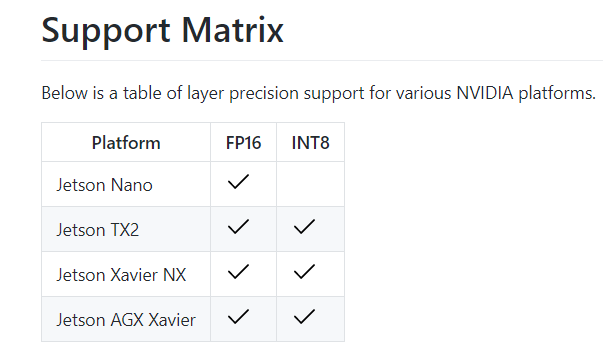 Support Matrix
Below is a table of layer precision support for various NVIDIA platforms.
Platform FP16 INT8
Jetson Nano ✓
Jetson TX2 ✓ ✓
Jetson Xavier NX ✓ ✓
Jetson AGX Xavier ✓ ✓